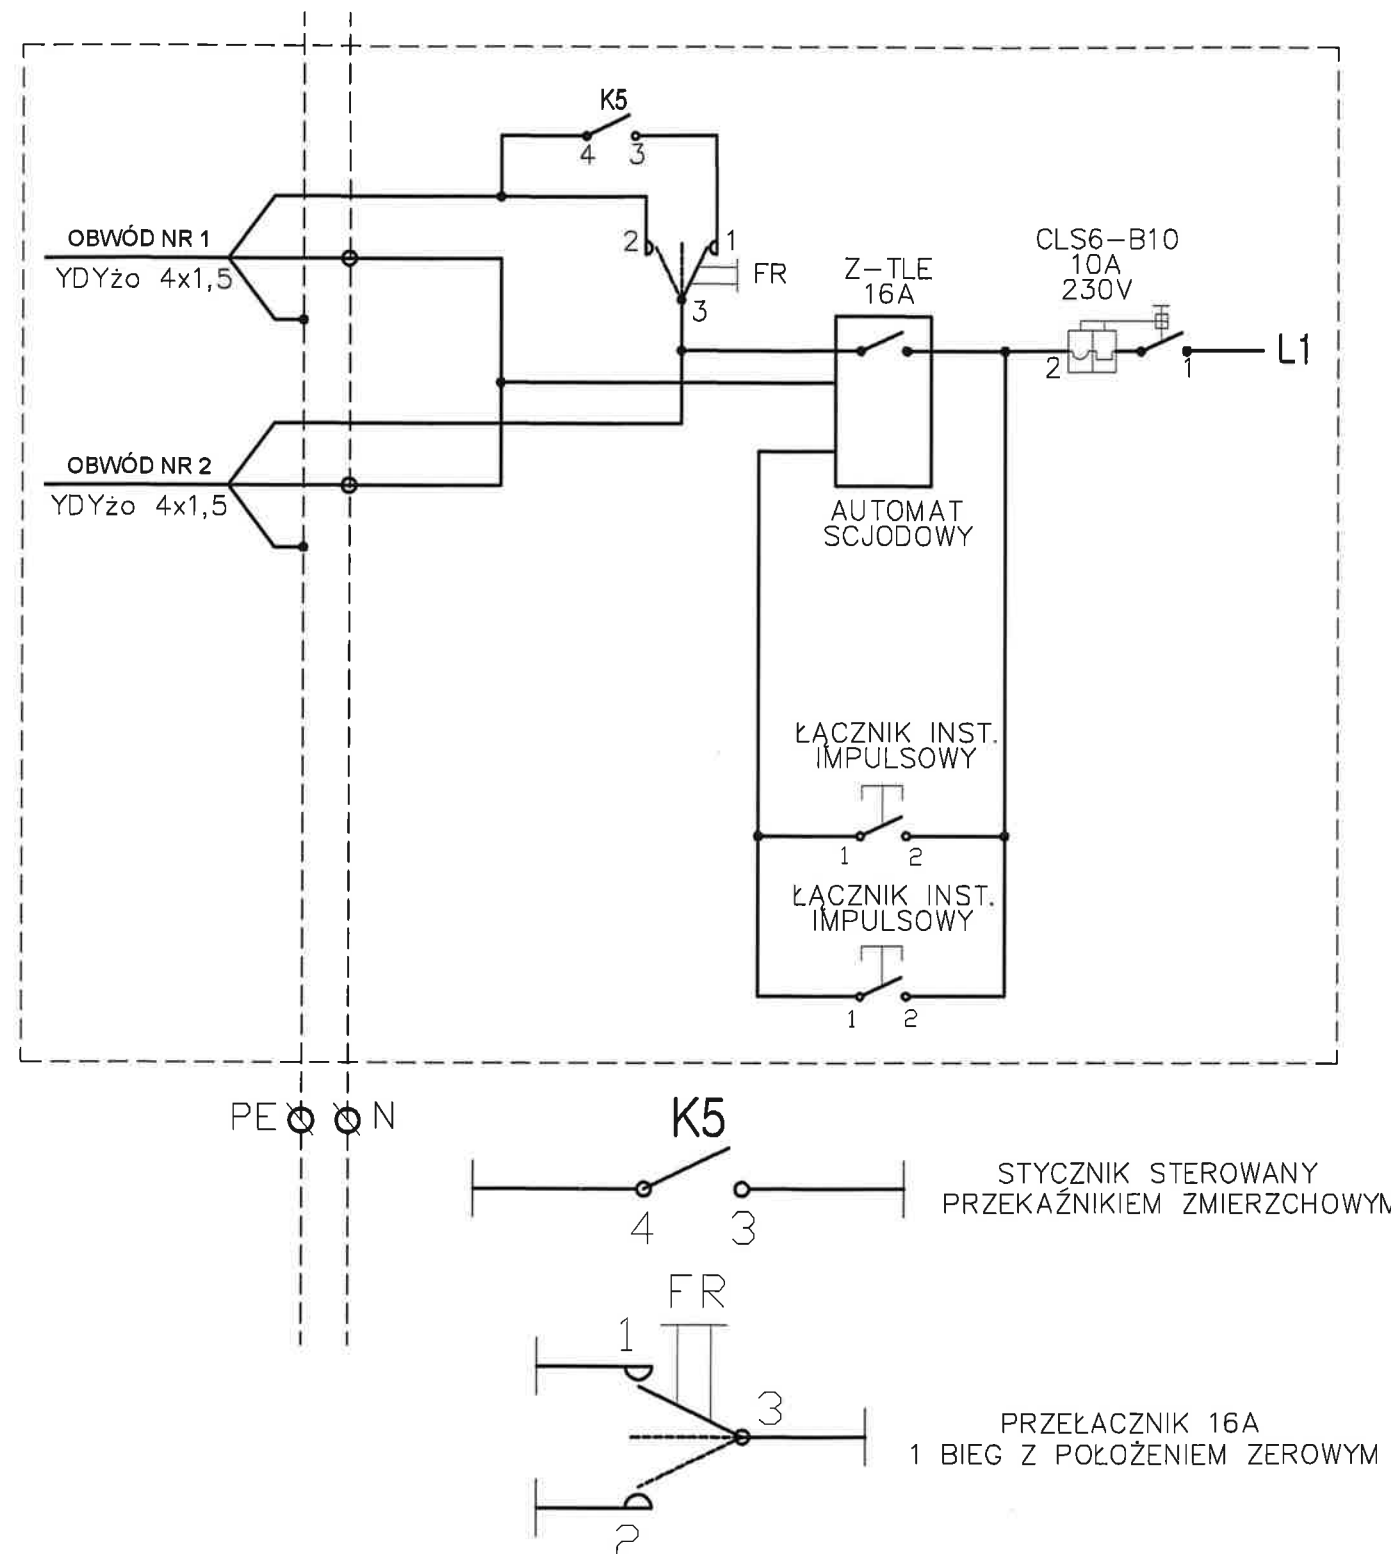 K5
4 3
OBWÓD NR 1
YDYżo 4x1,5
2 1
FR
3
Z-TLE
16A
CLS6-B10
10A
230V
2 1
L1
OBWÓD NR 2
YDYżo 4x1,5
AUTOMAT
SCJODOWY
ŁĄCZNIK INST.
IMPULSOWY
1 2
ŁĄCZNIK INST.
IMPULSOWY
1 2
PE N
K5
4 3
STYCZNIK STEROWANY
PRZEKAŹNIKIEM ZMIERZCHOWYM
FR
1
3
2
PRZEŁACZNIK 16A
1 BIEG Z POŁOŻENIEM ZEROWYM